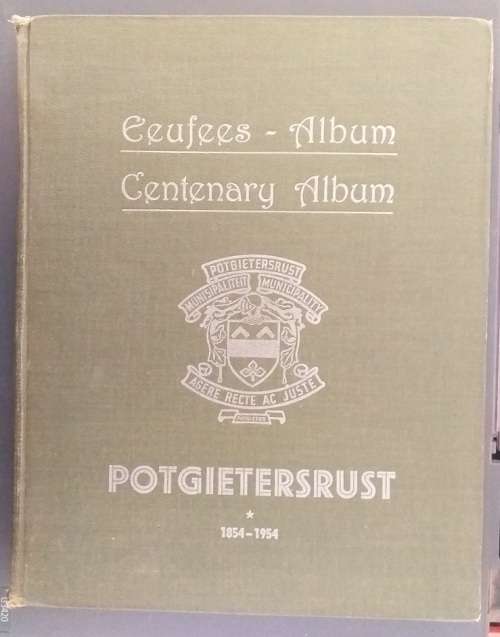 Eeufees - Album
Centenary Album
POTGIETERSRUST
MUNISIPALITEIT MUNICIPALITY
AGERE RECTE AC JUSTE
POTGIETERSRUST
*
1854-1954